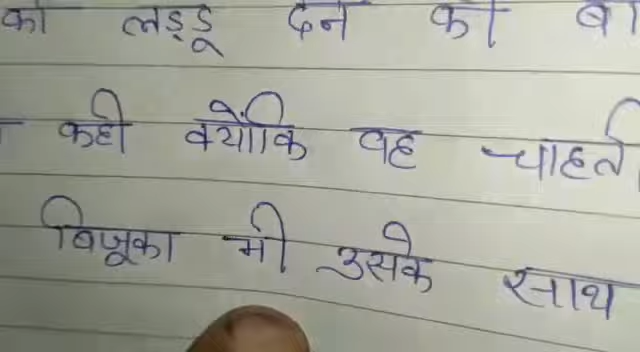 को लड्डू देने की बा
कही क्योंकि वह चाहती
बिजूका भी उसके साथ